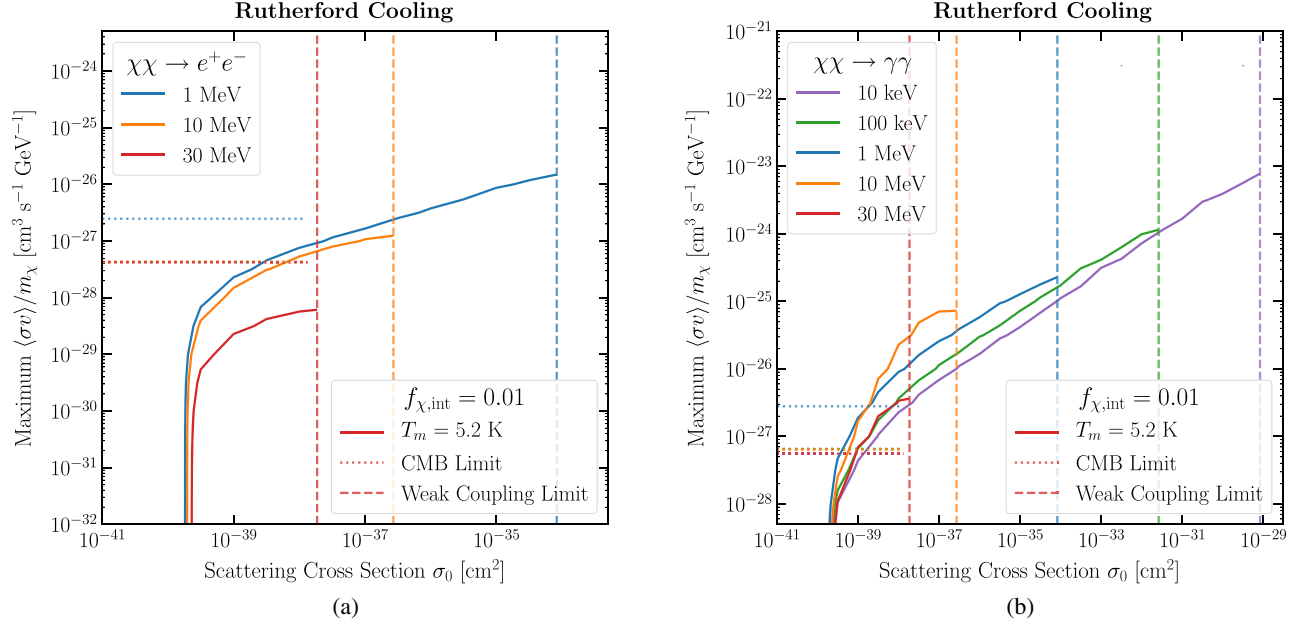 Rutherford Cooling
χχ → e⁺e⁻
1 MeV
10 MeV
30 MeV
f_{χ,int} = 0.01
T_m = 5.2 K
CMB Limit
Weak Coupling Limit
Maximum ⟨σv⟩/m_χ [cm³ s⁻¹ GeV⁻¹]
10⁻²⁴
10⁻²⁵
10⁻²⁶
10⁻²⁷
10⁻²⁸
10⁻²⁹
10⁻³⁰
10⁻³¹
10⁻³²
10⁻⁴¹ 10⁻³⁹ 10⁻³⁷ 10⁻³⁵
Scattering Cross Section σ₀ [cm²]
(a)
Rutherford Cooling
χχ → γγ
10 keV
100 keV
1 MeV
10 MeV
30 MeV
f_{χ,int} = 0.01
T_m = 5.2 K
CMB Limit
Weak Coupling Limit
Maximum ⟨σv⟩/m_χ [cm³ s⁻¹ GeV⁻¹]
10⁻²¹
10⁻²²
10⁻²³
10⁻²⁴
10⁻²⁵
10⁻²⁶
10⁻²⁷
10⁻²⁸
10⁻⁴¹ 10⁻³⁹ 10⁻³⁷ 10⁻³⁵ 10⁻³³ 10⁻³¹ 10⁻²⁹
Scattering Cross Section σ₀ [cm²]
(b)